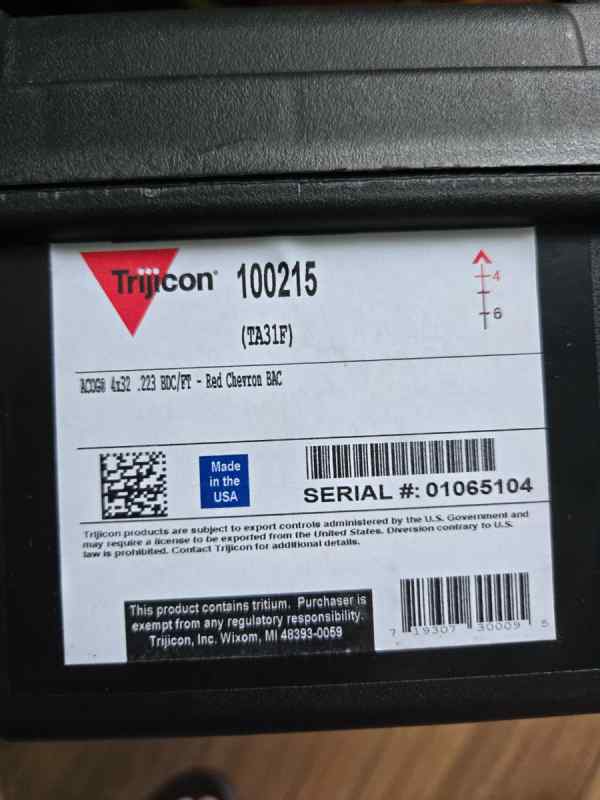 Trijicon® 100215
(TA31F)
4
6
ACOG® 4x32 .223 BDC/FT - Red Chevron BAC
Made
in the
USA
SERIAL #: 01065104
Trijicon products are subject to export controls administered by the U.S. Government and
may require a license to be exported from the United States. Diversion contrary to U.S.
law is prohibited. Contact Trijicon for additional details.
This product contains tritium. Purchaser is
exempt from any regulatory responsibility.
Trijicon, Inc. Wixom, MI 48393-0059
7 19307 30009 5